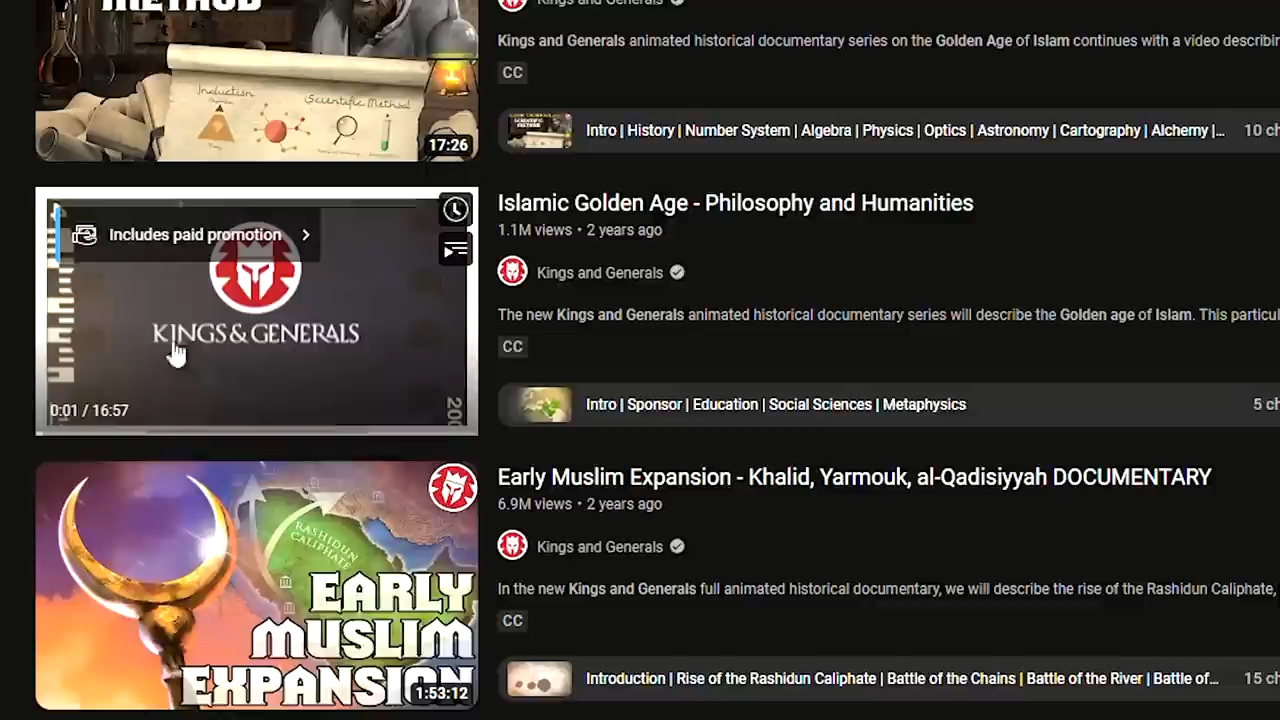 METHOD
Kings and Generals
Kings and Generals animated historical documentary series on the Golden Age of Islam continues with a video describin
CC
Induction
Scientific Method
17:26
Intro | History | Number System | Algebra | Physics | Optics | Astronomy | Cartography | Alchemy |...
10 ch
Includes paid promotion
KINGS & GENERALS
0:01 / 16:57
200
Islamic Golden Age - Philosophy and Humanities
1.1M views • 2 years ago
Kings and Generals
The new Kings and Generals animated historical documentary series will describe the Golden age of Islam. This particul
CC
Intro | Sponsor | Education | Social Sciences | Metaphysics
5 ch
RASHIDUN
CALIPHATE
EARLY
MUSLIM
EXPANSION
1:53:12
Early Muslim Expansion - Khalid, Yarmouk, al-Qadisiyyah DOCUMENTARY
6.9M views • 2 years ago
Kings and Generals
In the new Kings and Generals full animated historical documentary, we will describe the rise of the Rashidun Caliphate,
CC
Introduction | Rise of the Rashidun Caliphate | Battle of the Chains | Battle of the River | Battle of...
15 ch